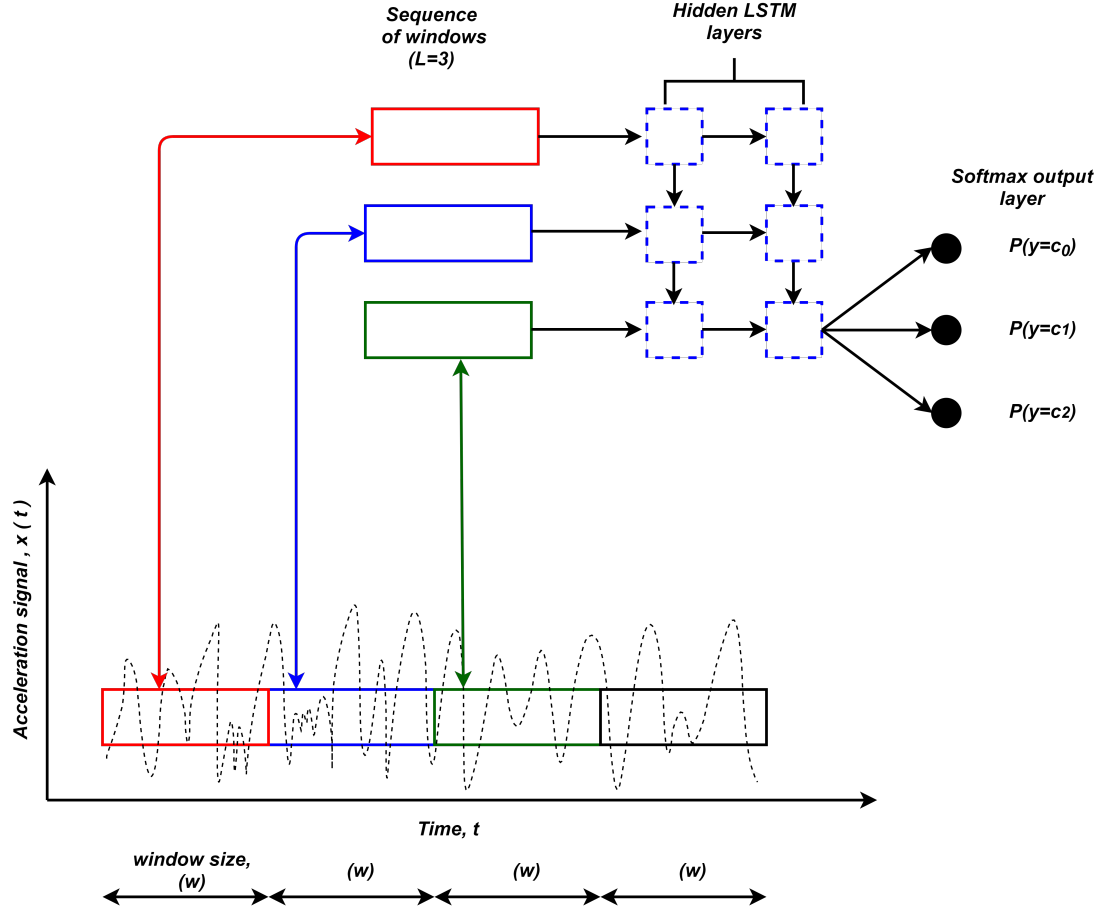 Sequence
of windows
(L=3)
Hidden LSTM
layers
Softmax output
layer
P(y=c0)
P(y=c1)
P(y=c2)
Acceleration signal , x ( t )
Time, t
window size,
(w)
(w)
(w)
(w)